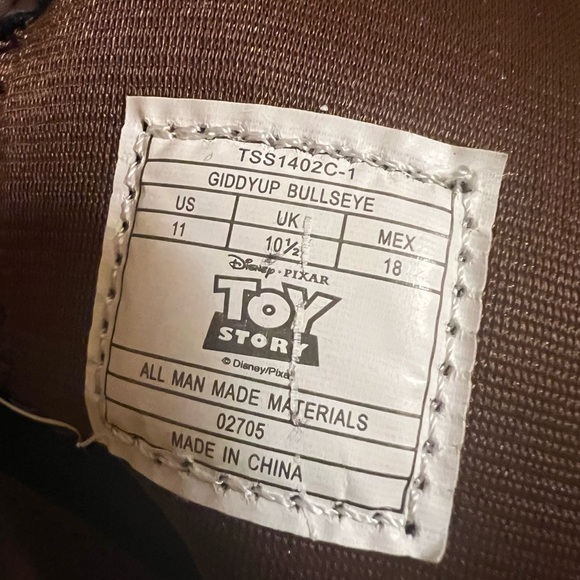 TSS1402C-1
GIDDYUP BULLSEYE
US UK MEX
11 10½ 18
Disney · PIXAR
TOY
STORY
© Disney/Pixar
ALL MAN MADE MATERIALS
02705
MADE IN CHINA